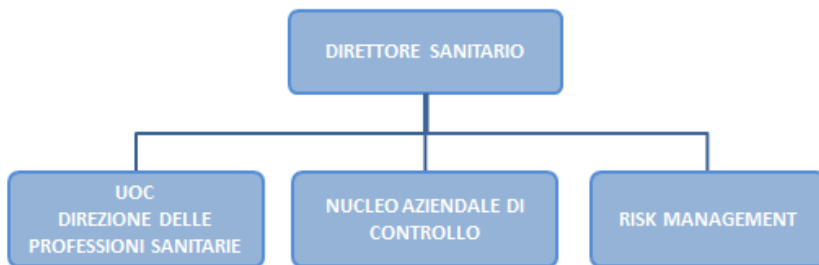 DIRETTORE SANITARIO
UOC
DIREZIONE DELLE
PROFESSIONI SANITARIE
NUCLEO AZIENDALE DI
CONTROLLO
RISK MANAGEMENT